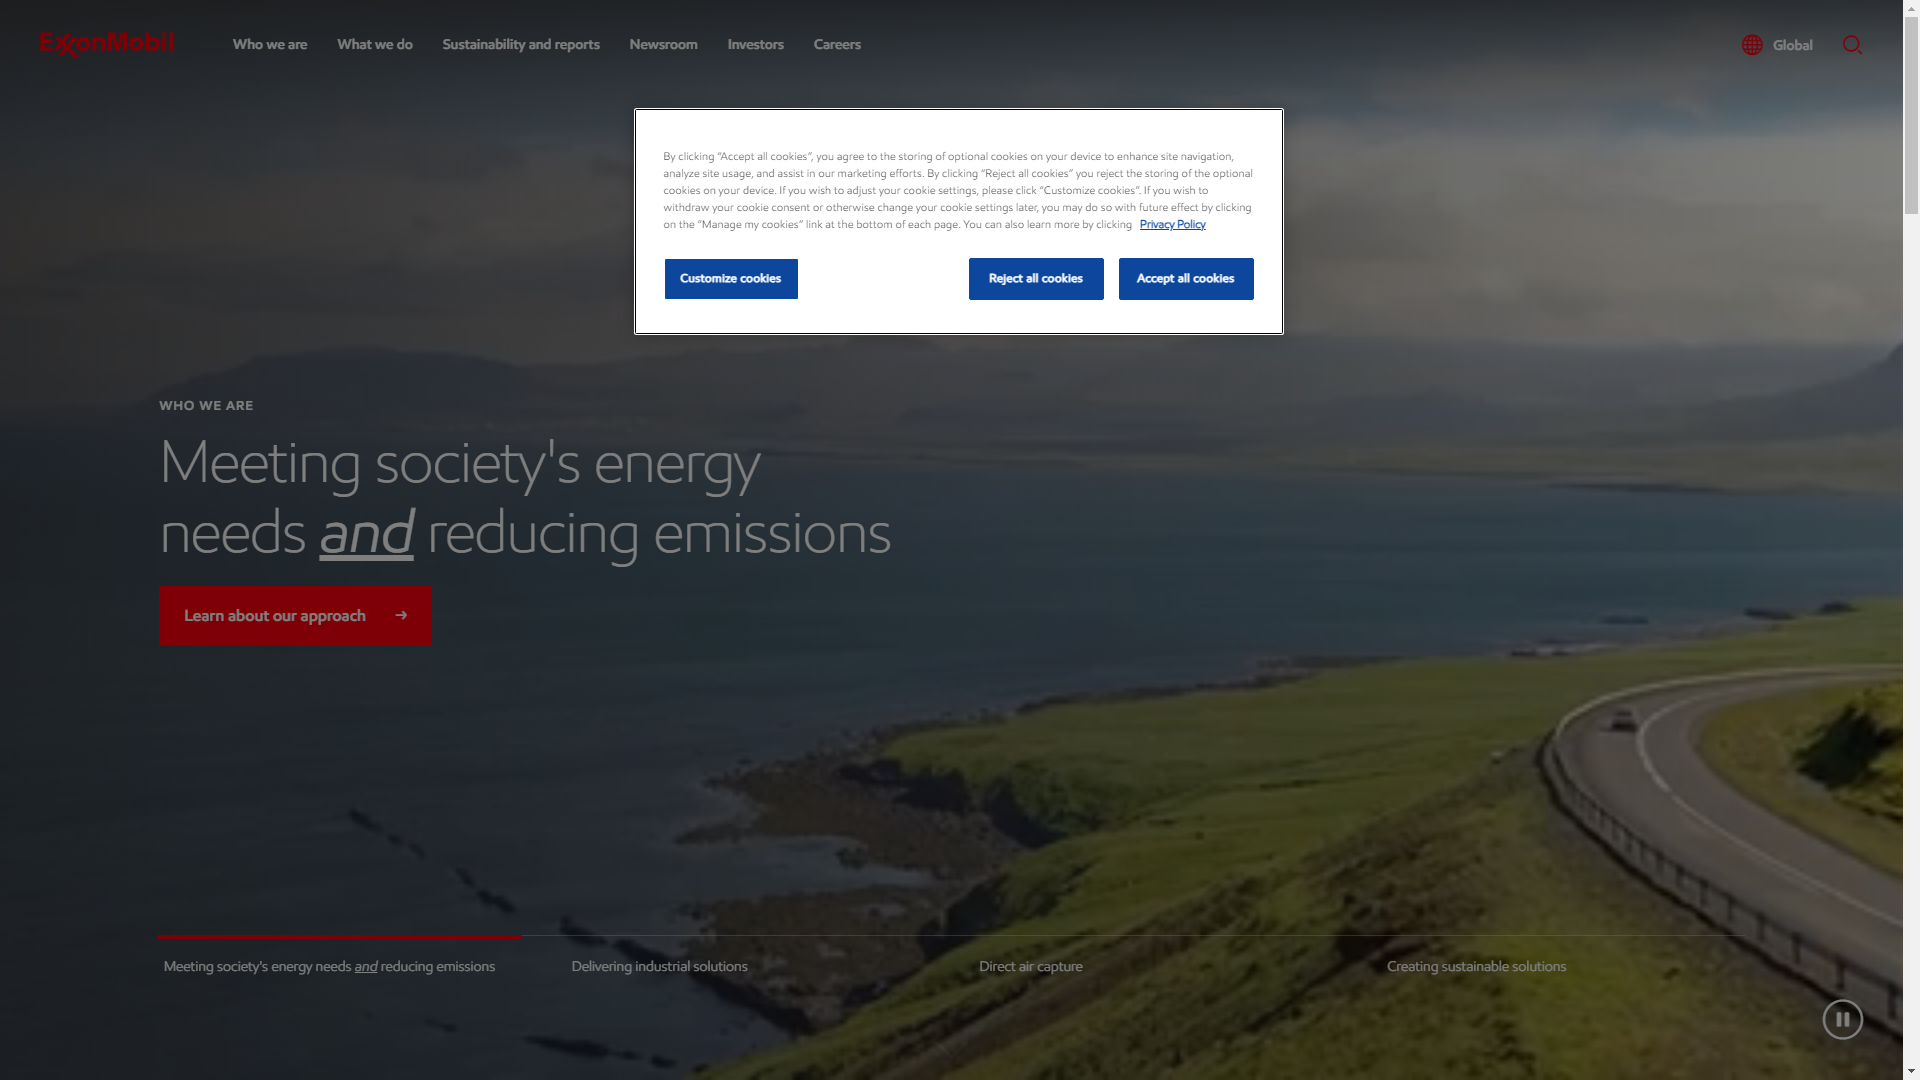 ExxonMobil
Who we are
What we do
Sustainability and reports
Newsroom
Investors
Careers
Global
By clicking “Accept all cookies”, you agree to the storing of optional cookies on your device to enhance site navigation,
analyze site usage, and assist in our marketing efforts. By clicking “Reject all cookies” you reject the storing of the optional
cookies on your device. If you wish to adjust your cookie settings, please click “Customize cookies”. If you wish to
withdraw your cookie consent or otherwise change your cookie settings later, you may do so with future effect by clicking
on the “Manage my cookies” link at the bottom of each page. You can also learn more by clicking Privacy Policy
Customize cookies
Reject all cookies
Accept all cookies
WHO WE ARE
Meeting society's energy
needs and reducing emissions
Learn about our approach
Meeting society's energy needs and reducing emissions
Delivering industrial solutions
Direct air capture
Creating sustainable solutions